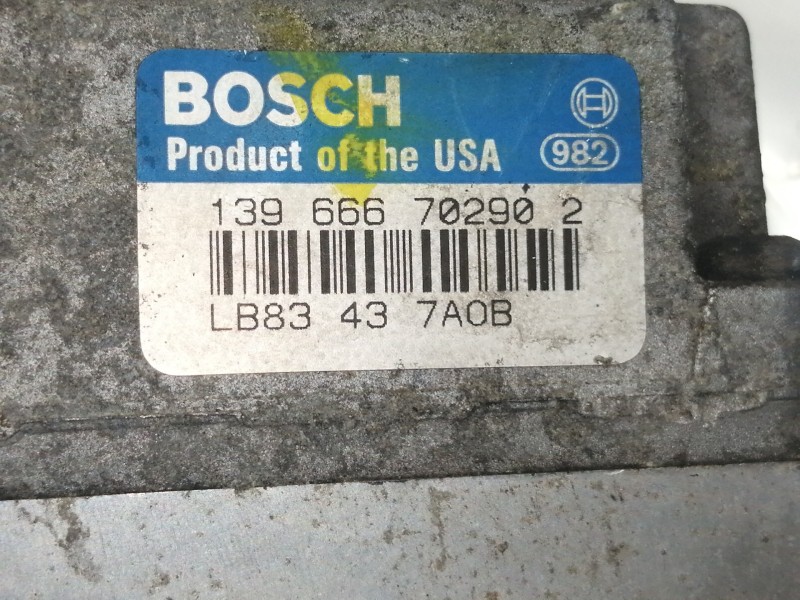 BOSCH
Product of the USA 982
139 666 70290 2
LB83 43 7A0B